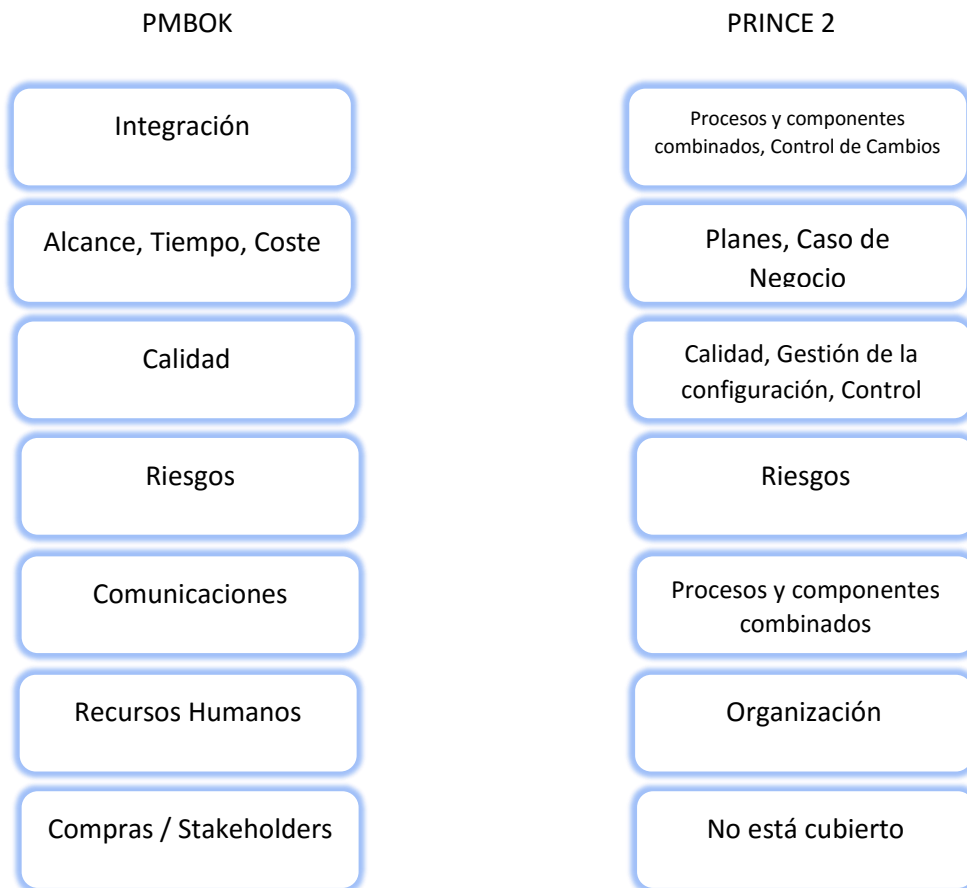 PMBOK
PRINCE 2
Integración
Procesos y componentes
combinados, Control de Cambios
Alcance, Tiempo, Coste
Planes, Caso de
Negocio
Calidad
Calidad, Gestión de la
configuración, Control
Riesgos
Riesgos
Comunicaciones
Procesos y componentes
combinados
Recursos Humanos
Organización
Compras / Stakeholders
No está cubierto